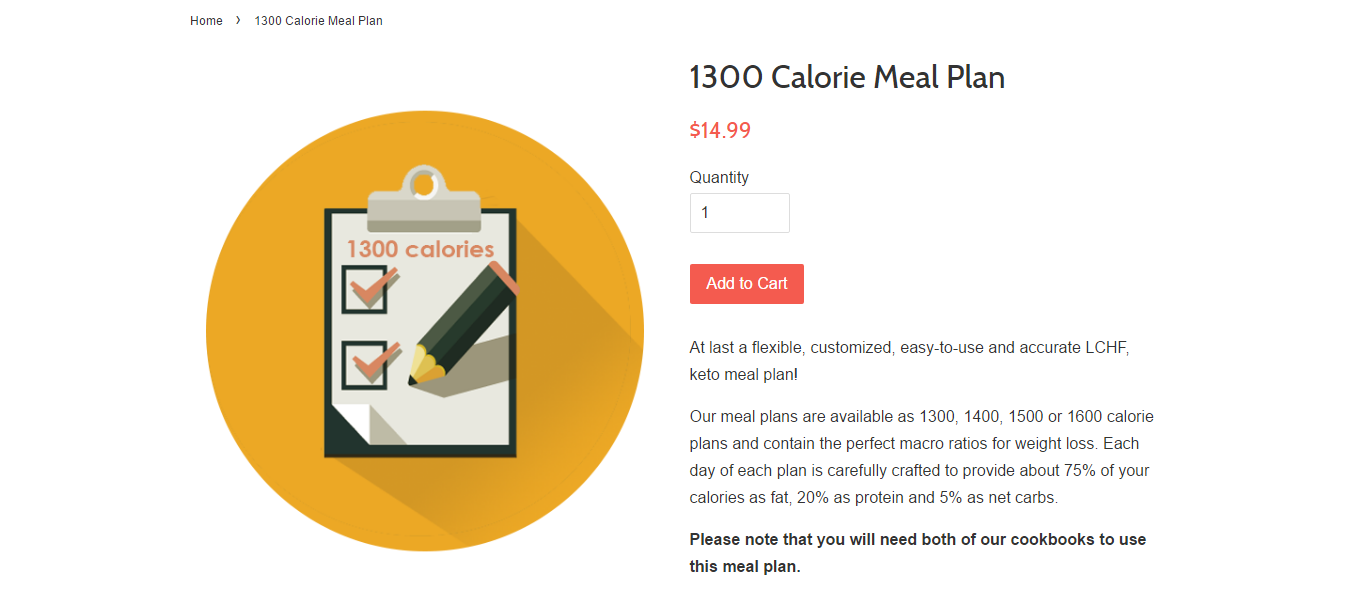 Home › 1300 Calorie Meal Plan
1300 Calorie Meal Plan
$14.99
Quantity
1
Add to Cart
1300 calories
At last a flexible, customized, easy-to-use and accurate LCHF,
keto meal plan!
Our meal plans are available as 1300, 1400, 1500 or 1600 calorie
plans and contain the perfect macro ratios for weight loss. Each
day of each plan is carefully crafted to provide about 75% of your
calories as fat, 20% as protein and 5% as net carbs.
Please note that you will need both of our cookbooks to use
this meal plan.